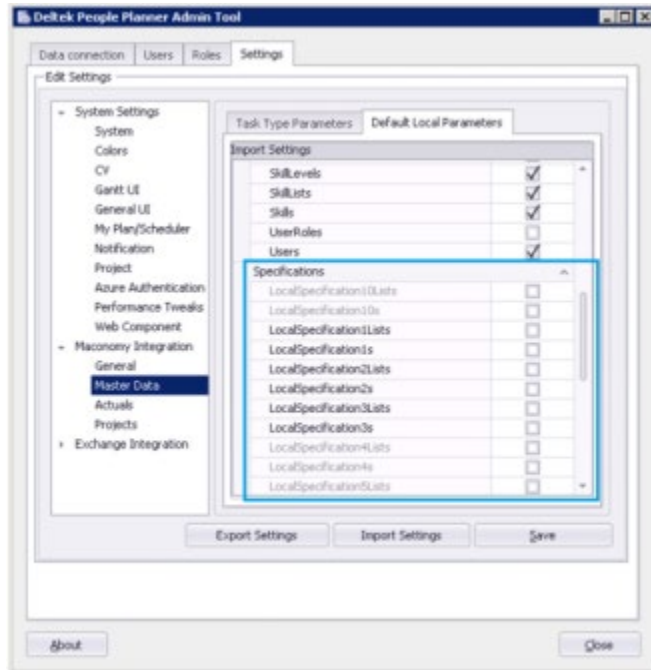 Deltek People Planner Admin Tool
Data connection Users Roles Settings
Edit Settings
System Settings
System
Colors
CV
Gantt UI
General UI
My Plan/Scheduler
Notification
Project
Azure Authentication
Performance Tweaks
Web Component
Maconomy Integration
General
Master Data
Actuals
Projects
Exchange Integration
Task Type Parameters Default Local Parameters
Import Settings
SkillLevels
SkillLists
Skills
UserRoles
Users
Specifications
LocalSpecification10Lists
LocalSpecification10s
LocalSpecification1Lists
LocalSpecification1s
LocalSpecification2Lists
LocalSpecification2s
LocalSpecification3Lists
LocalSpecification3s
LocalSpecification4Lists
LocalSpecification4s
LocalSpecification5Lists
Export Settings Import Settings Save
About Close